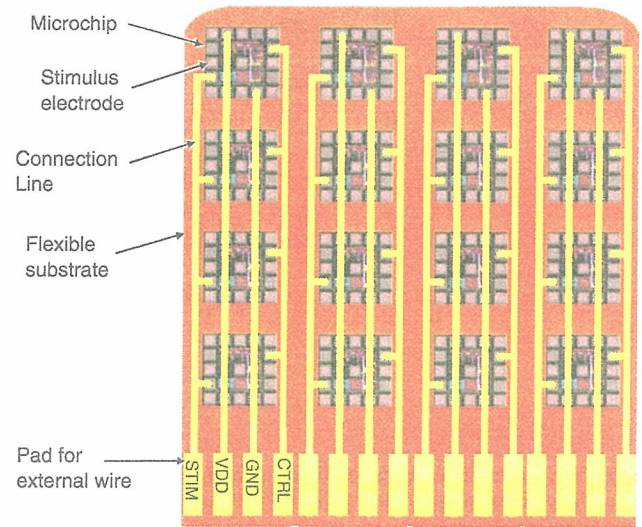 Microchip
Stimulus
electrode
Connection
Line
Flexible
substrate
Pad for
external wire
STIM
VDD
GND
CTRL